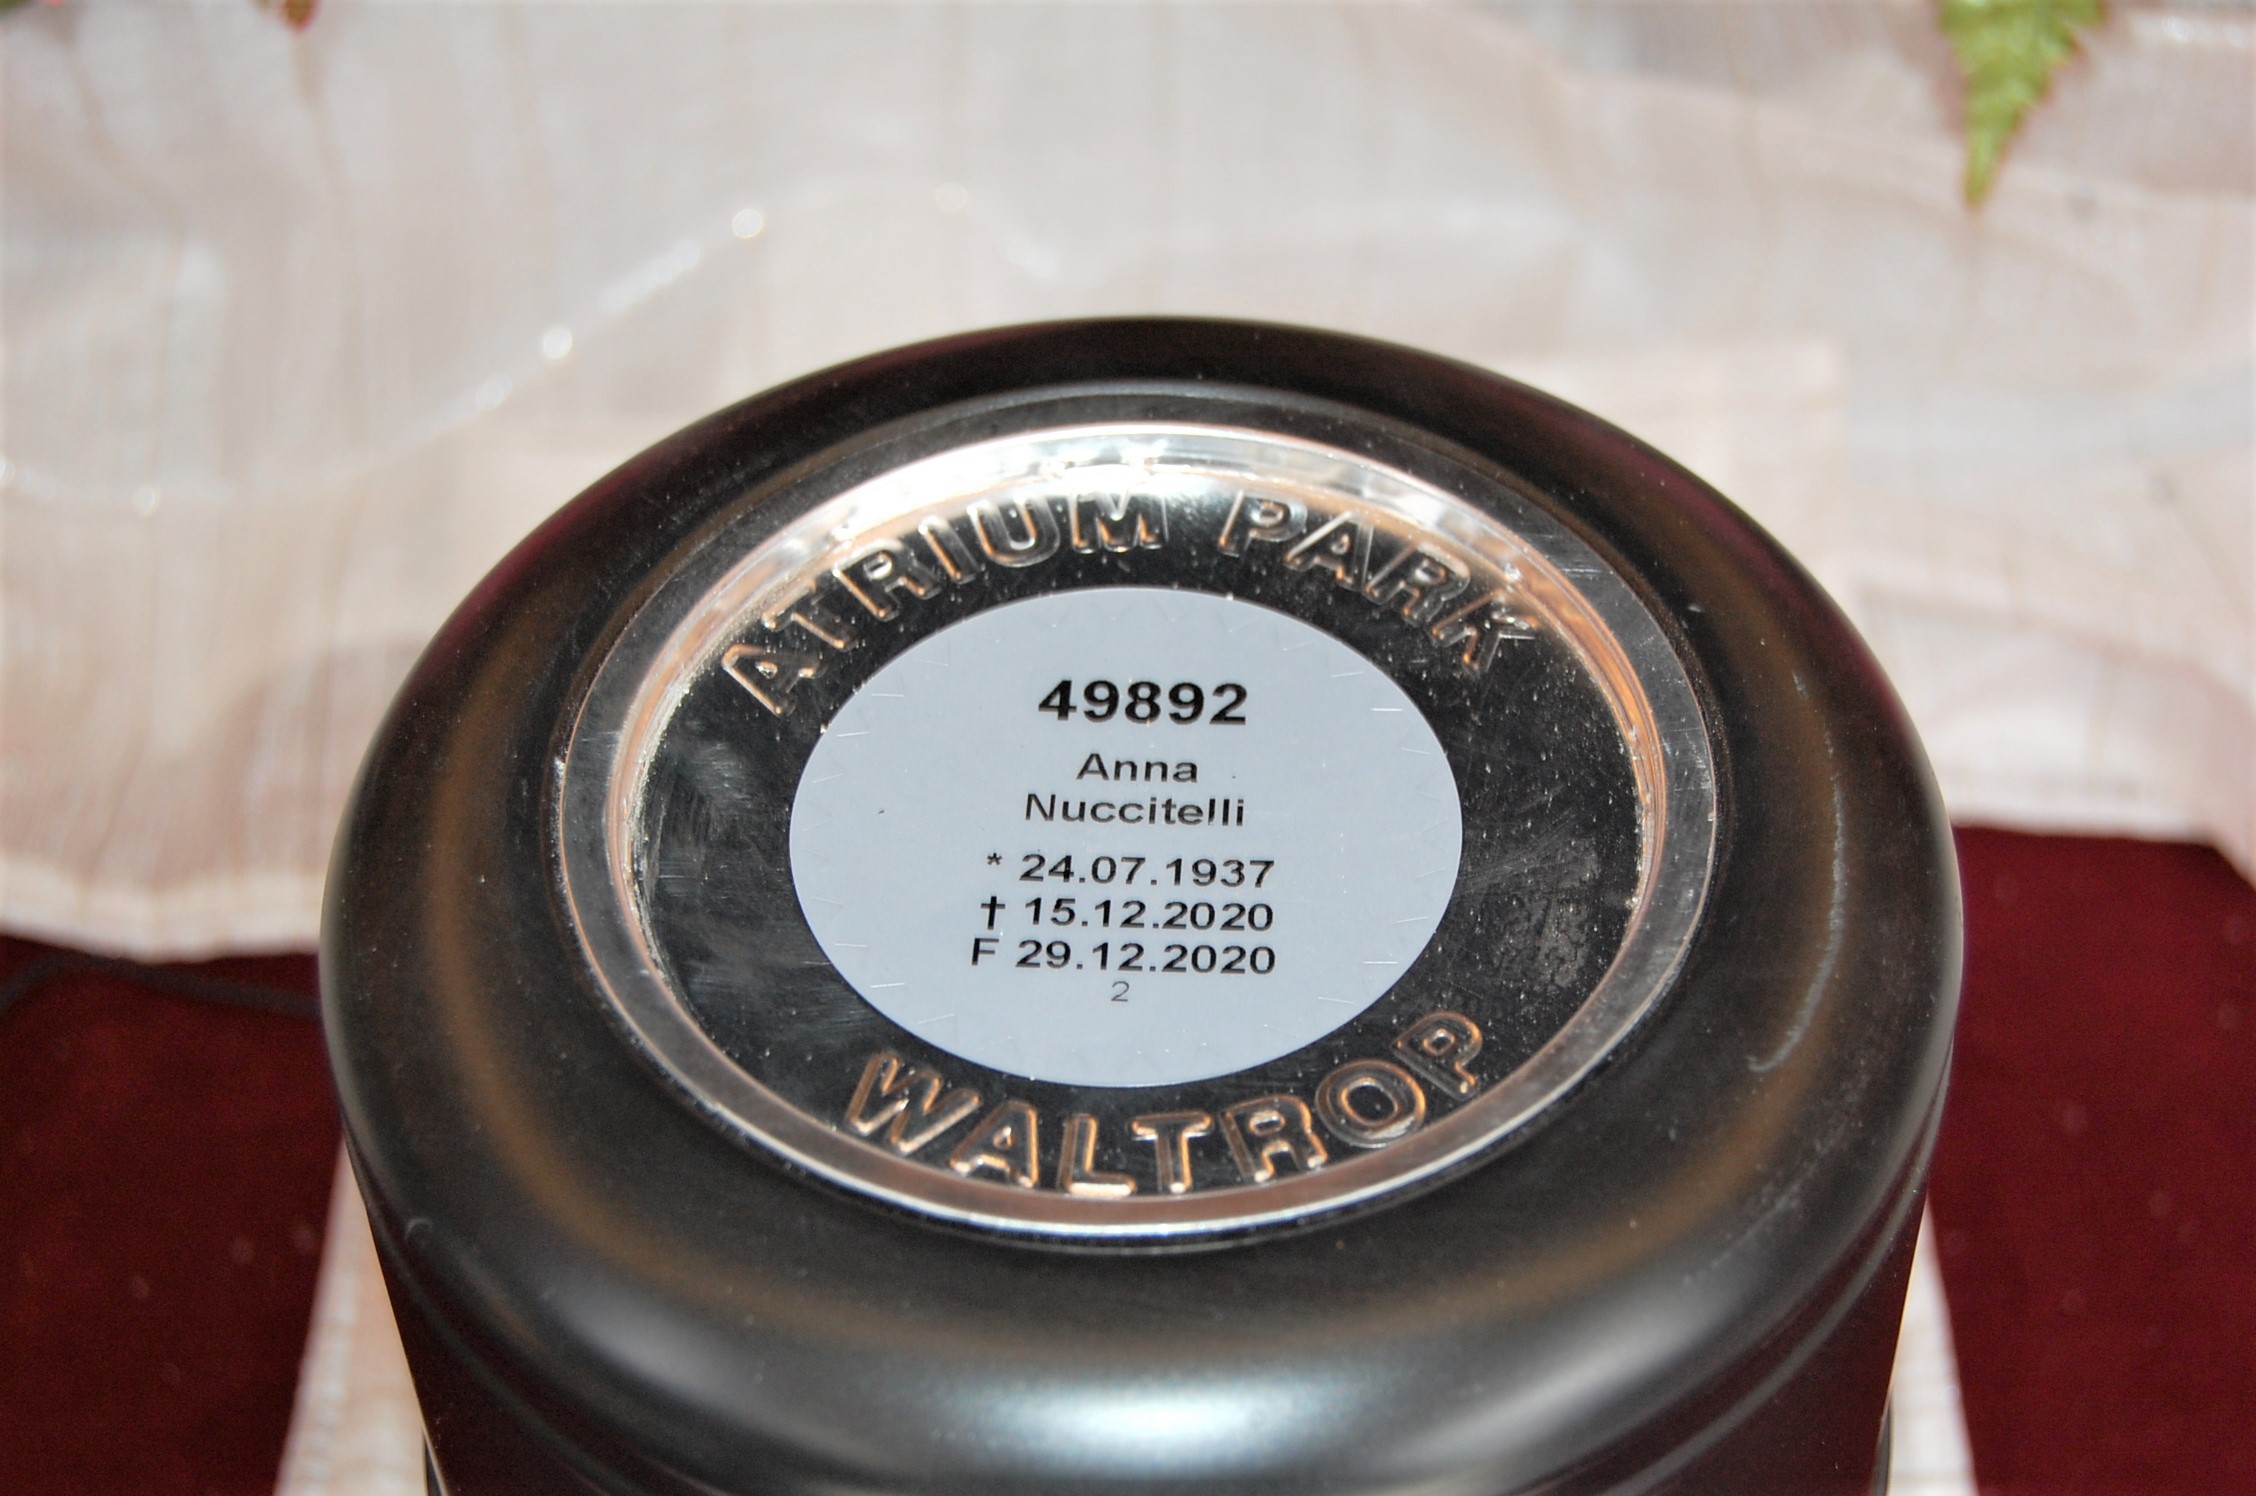 ATRIUM PARK
49892
Anna
Nuccitelli
* 24.07.1937
† 15.12.2020
F 29.12.2020
2
WALTROP